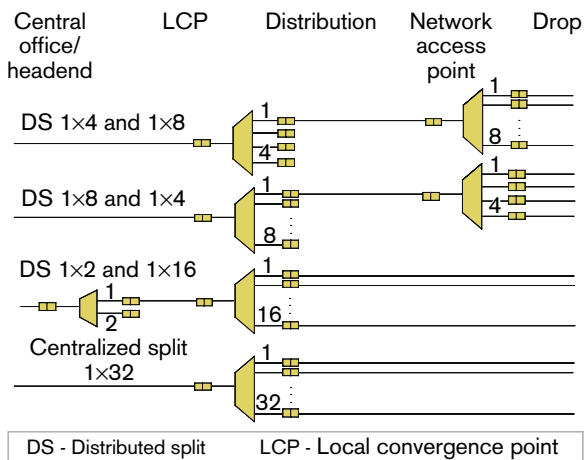 Central office/ headend
LCP
Distribution
Network access point
Drop
DS 1×4 and 1×8
1
4
1
8
DS 1×8 and 1×4
1
8
1
4
DS 1×2 and 1×16
1
2
1
16
Centralized split
1×32
1
32
DS - Distributed split
LCP - Local convergence point